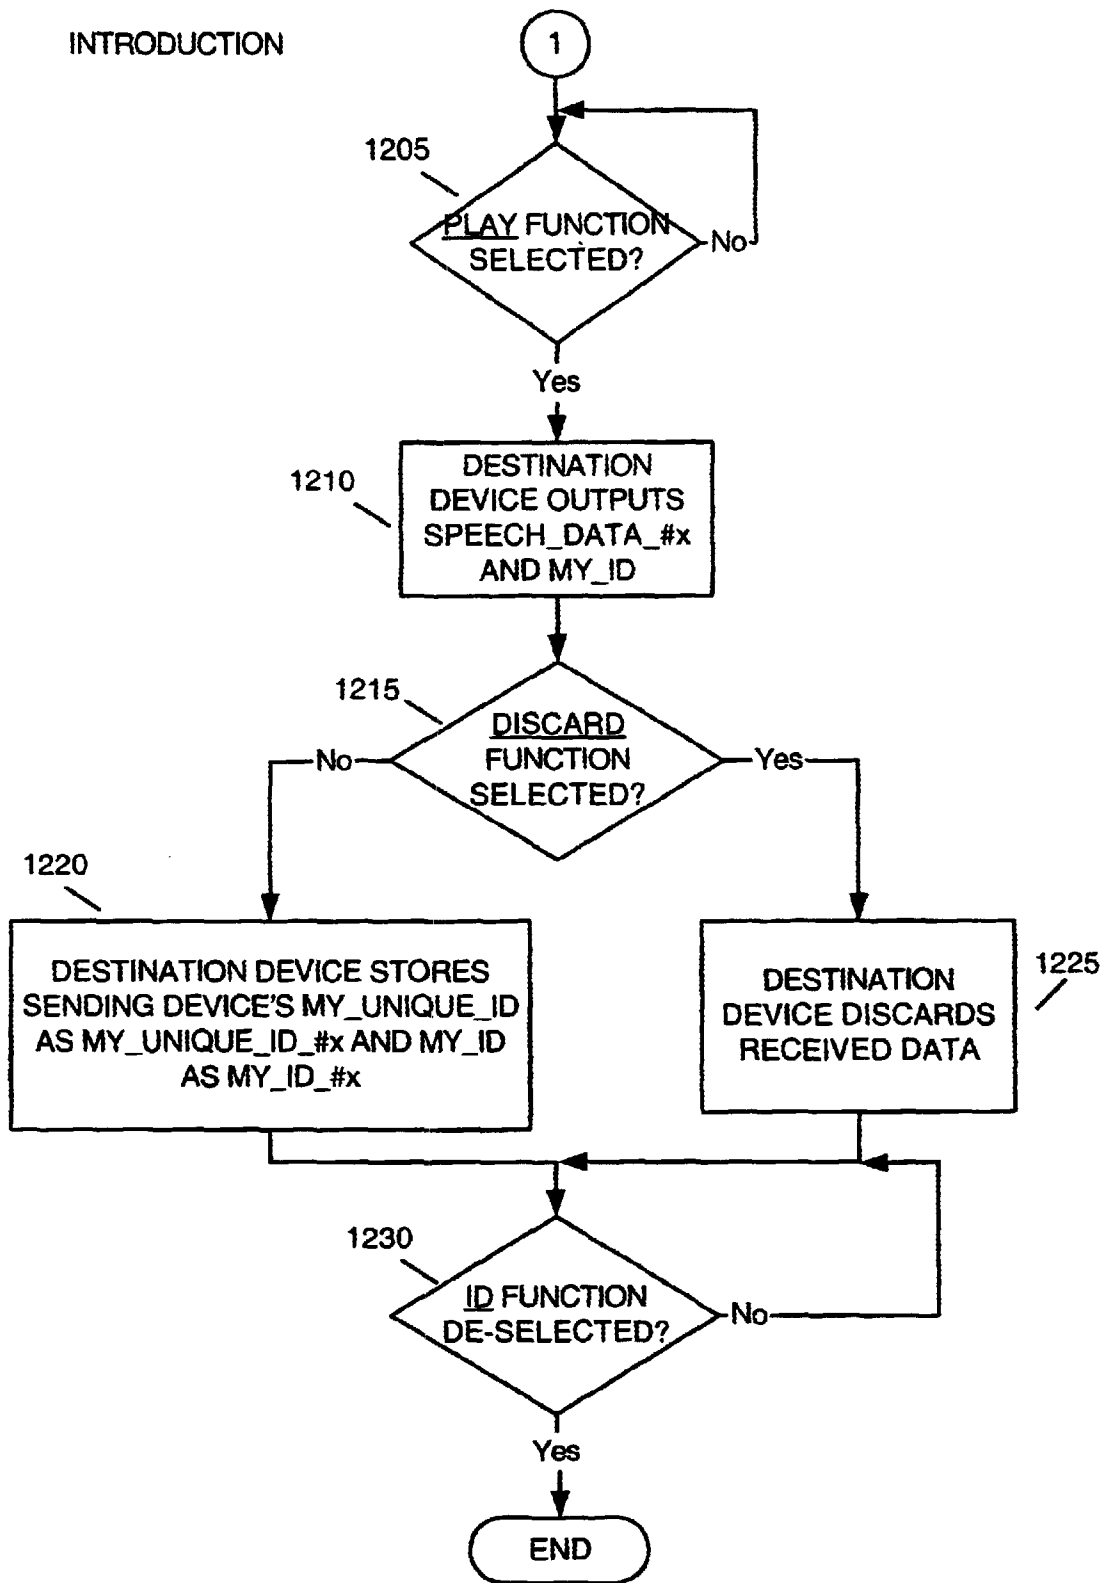 INTRODUCTION
1
1205
PLAY FUNCTION
SELECTED?
No
Yes
1210
DESTINATION
DEVICE OUTPUTS
SPEECH_DATA_#x
AND MY_ID
1215
DISCARD
FUNCTION
SELECTED?
No
Yes
1220
DESTINATION DEVICE STORES
SENDING DEVICE'S MY_UNIQUE_ID
AS MY_UNIQUE_ID_#x AND MY_ID
AS MY_ID_#x
DESTINATION
DEVICE DISCARDS
RECEIVED DATA
1225
1230
ID FUNCTION
DE-SELECTED?
No
Yes
END